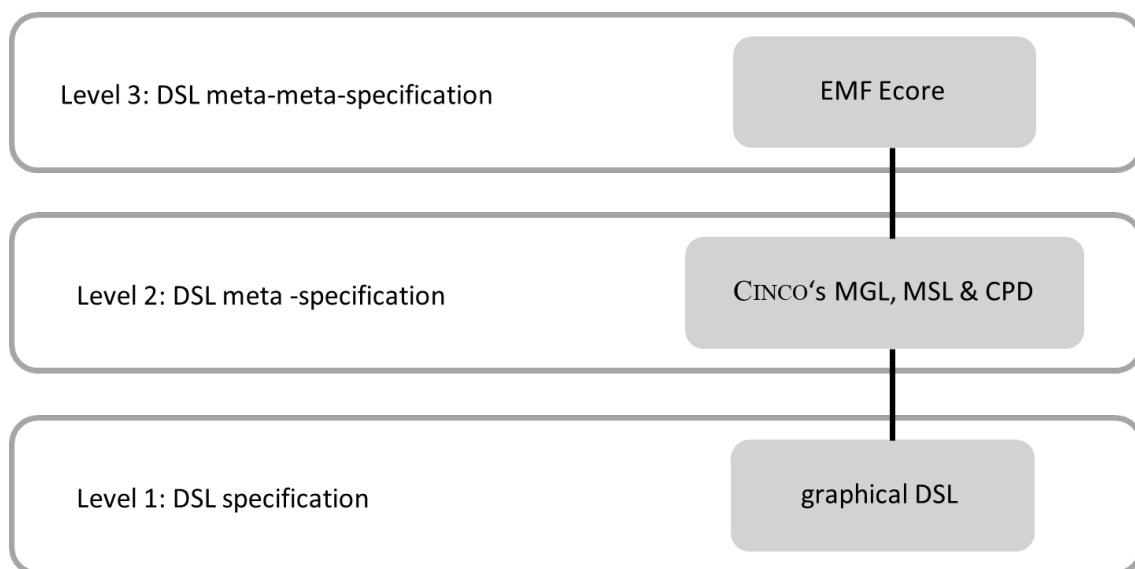 Level 3: DSL meta-meta-specification
EMF Ecore
Level 2: DSL meta -specification
CINCO‘s MGL, MSL & CPD
Level 1: DSL specification
graphical DSL